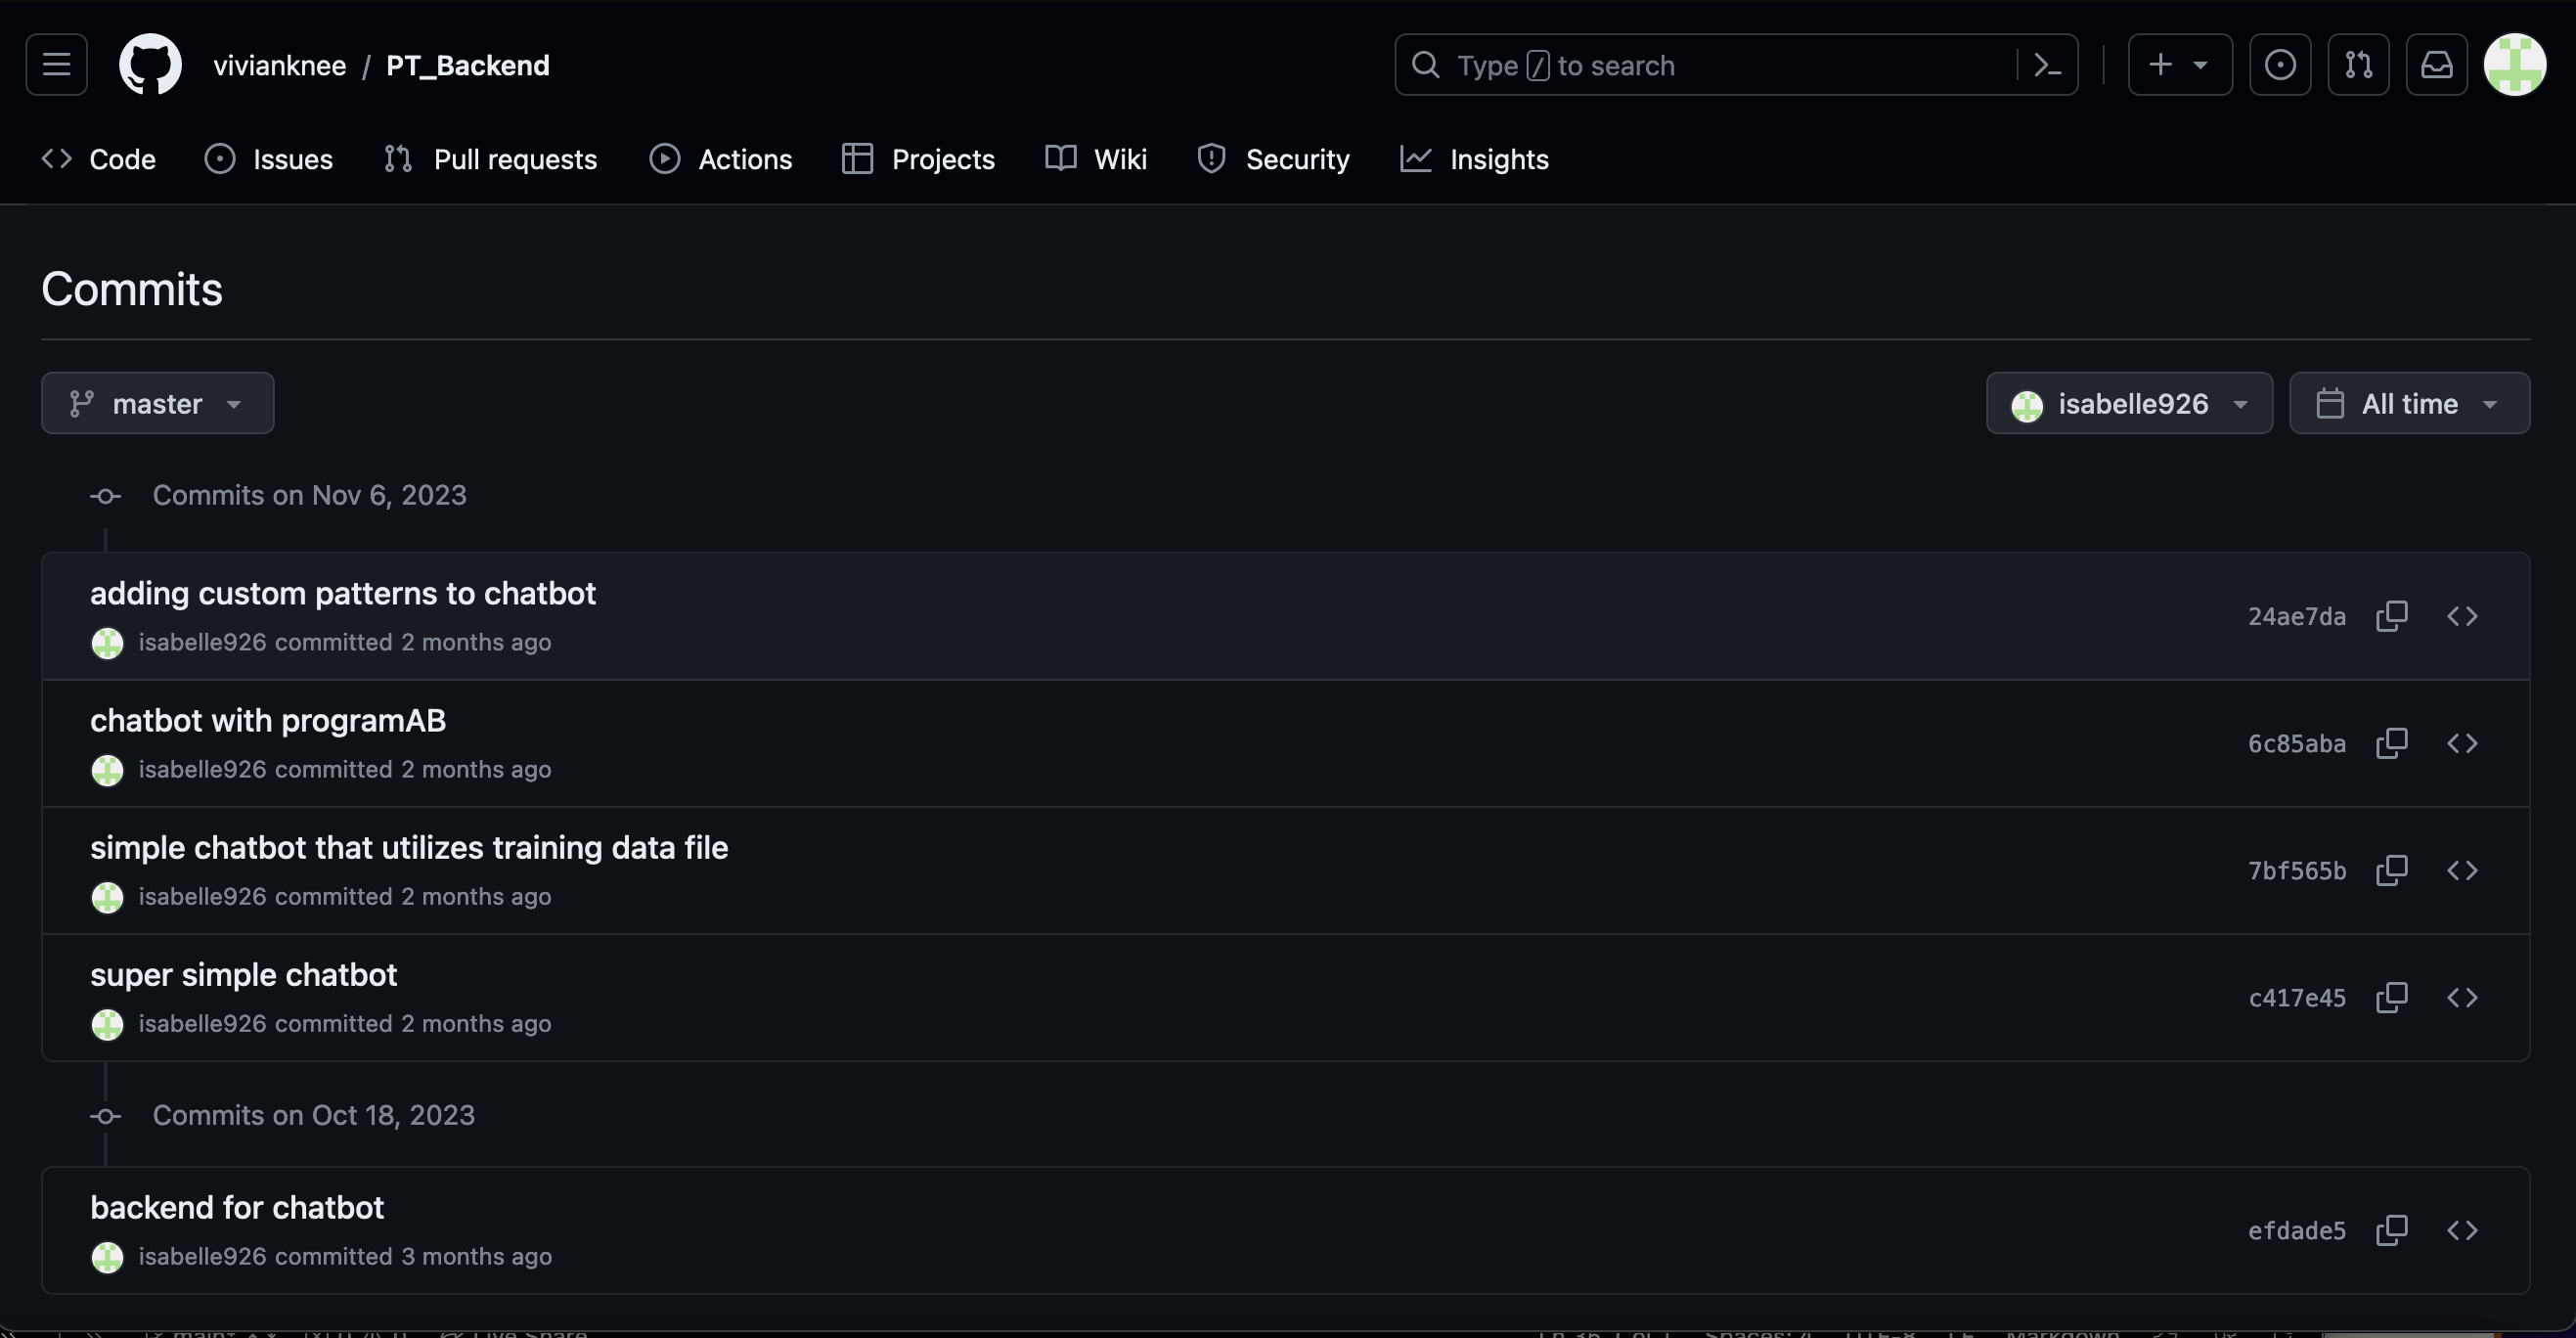 vivianknee / PT_Backend
Type / to search
Code Issues Pull requests Actions Projects Wiki Security Insights
Commits
master isabelle926 All time
Commits on Nov 6, 2023
adding custom patterns to chatbot
24ae7da
isabelle926 committed 2 months ago
chatbot with programAB
6c85aba
isabelle926 committed 2 months ago
simple chatbot that utilizes training data file
7bf565b
isabelle926 committed 2 months ago
super simple chatbot
c417e45
isabelle926 committed 2 months ago
Commits on Oct 18, 2023
backend for chatbot
efdade5
isabelle926 committed 3 months ago